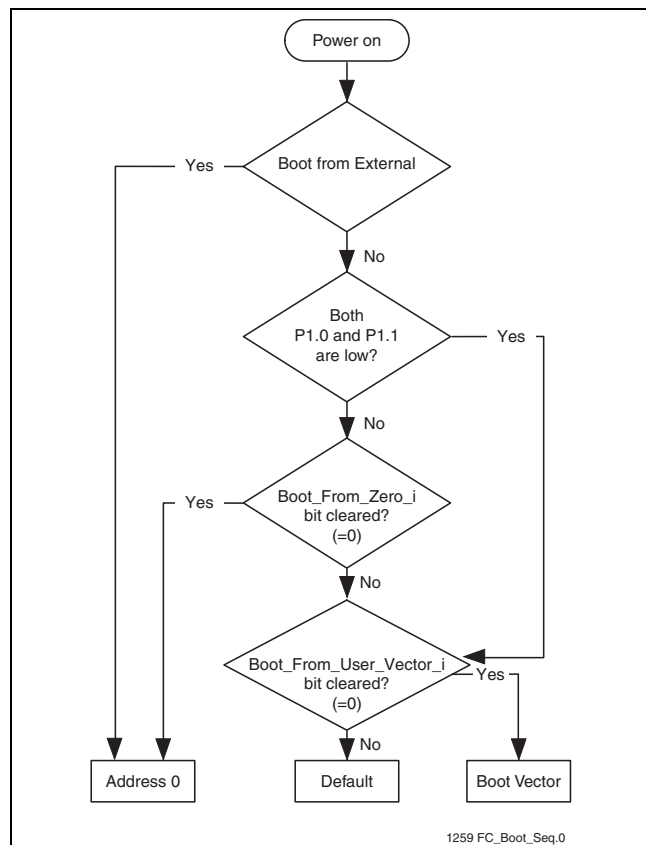 Power on
Boot from External
Yes
No
Both
P1.0 and P1.1
are low?
Yes
No
Boot_From_Zero_i
bit cleared?
(=0)
Yes
No
Boot_From_User_Vector_i
bit cleared?
(=0)
Yes
No
Address 0
Default
Boot Vector
1259 FC_Boot_Seq.0